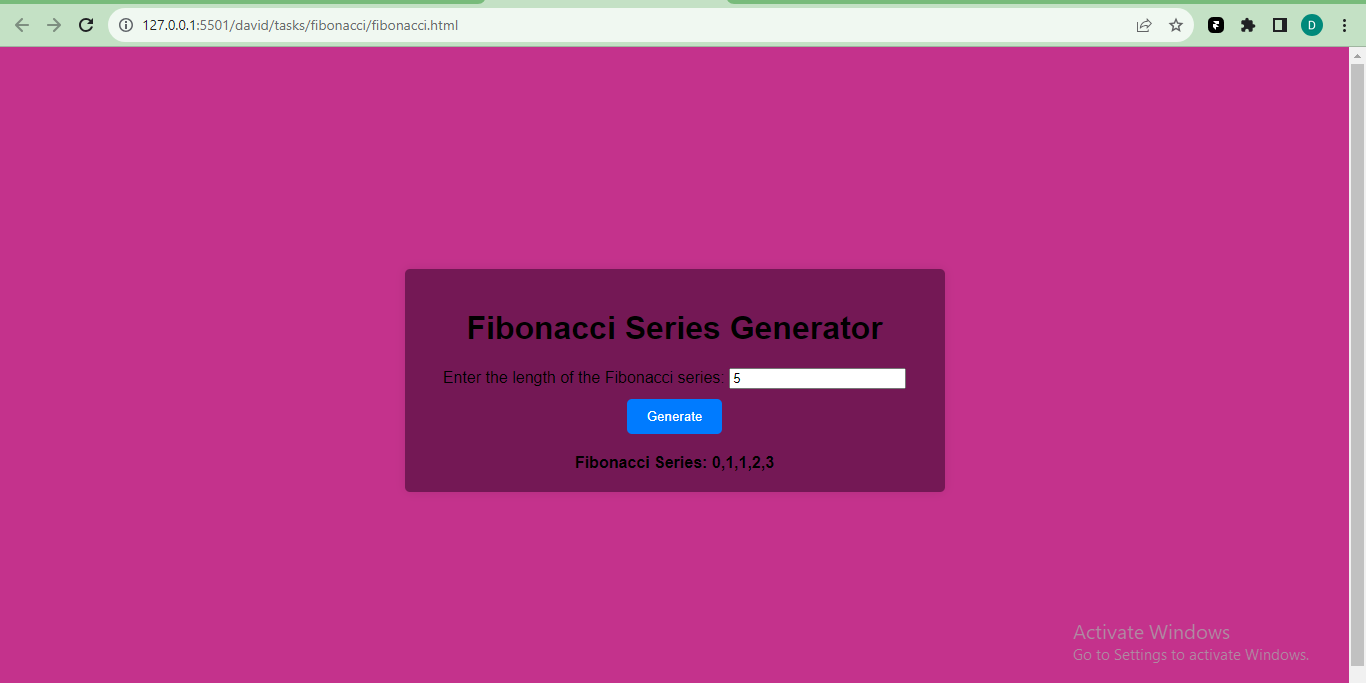 127.0.0.1:5501/david/tasks/fibonacci/fibonacci.html
D
Fibonacci Series Generator
Enter the length of the Fibonacci series: 5
Generate
Fibonacci Series: 0,1,1,2,3
Activate Windows
Go to Settings to activate Windows.